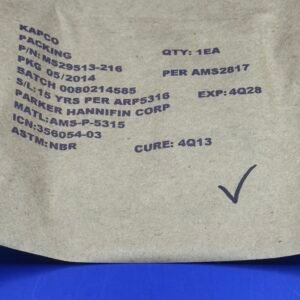 KAPCO
PACKING QTY: 1EA
P/N:MS29513-216
PKG 05/2014 PER AMS2817
BATCH 0080214585
S/L:15 YRS PER ARP5316 EXP: 4Q28
PARKER HANNIFIN CORP
MATL:AMS-P-5315
ICN:356054-03
ASTM:NBR CURE: 4Q13